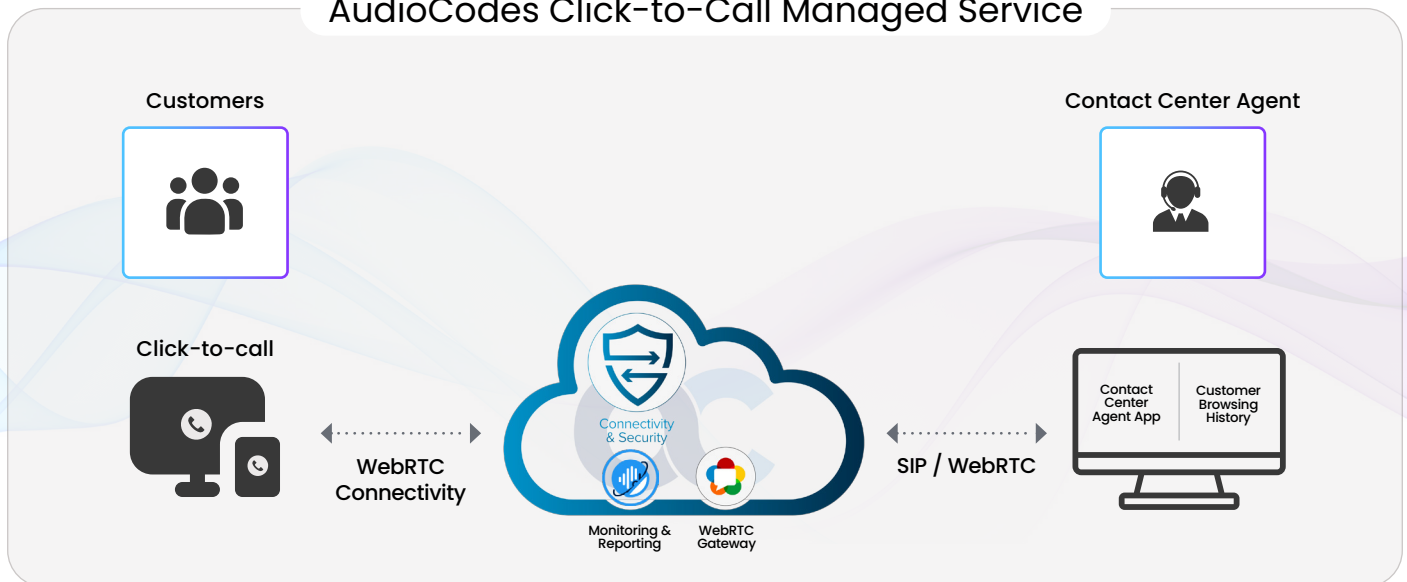 AudioCodes Click-to-Call Managed Service
Customers
Contact Center Agent
Click-to-call
WebRTC
Connectivity
Connectivity
& Security
Monitoring &
Reporting
WebRTC
Gateway
SIP / WebRTC
Contact
Center
Agent App
Customer
Browsing
History